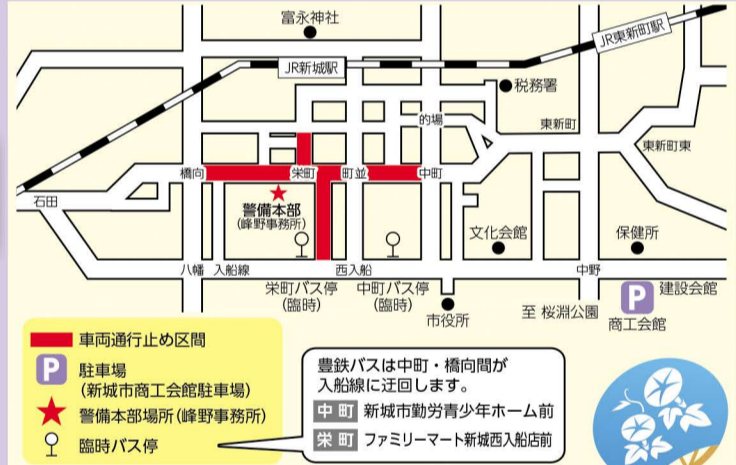 富永神社
JR東新町駅
JR新城駅
税務署
的場
東新町
東新町東
橋向
栄町
町並
中町
石田
警備本部
(峰野事務所)
文化会館
保健所
八幡
入船線
西入船
中野
栄町バス停
(臨時)
中町バス停
(臨時)
市役所
至 桜淵公園
P
建設会館
商工会館
車両通行止め区間
P
駐車場
(新城市商工会館駐車場)
警備本部場所(峰野事務所)
臨時バス停
豊鉄バスは中町・橋向間が
入船線に迂回します。
中 町 新城市勤労青少年ホーム前
栄 町 ファミリーマート新城西入船店前